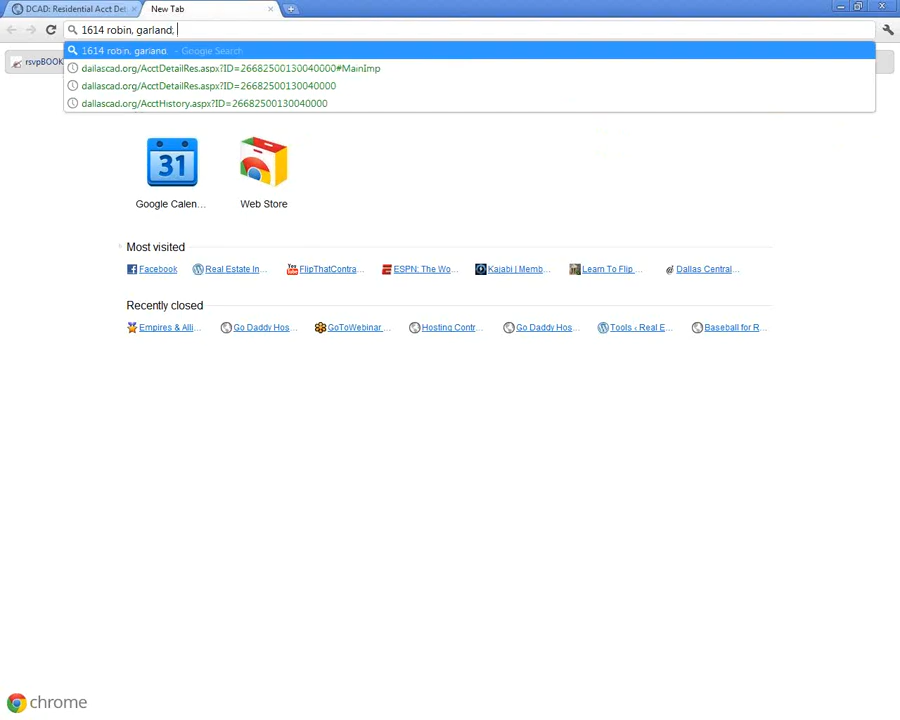 DCAD: Residential Acct Det
New Tab
1614 robin, garland,
1614 robin, garland, - Google Search
dallascad.org/AcctDetailRes.aspx?ID=26682500130040000#MainImp
dallascad.org/AcctDetailRes.aspx?ID=26682500130040000
dallascad.org/AcctHistory.aspx?ID=26682500130040000
rsvpBOOK
31
Google Calen...
Web Store
Most visited
Facebook
Real Estate In...
FlipThatContra...
ESPN: The Wo...
Kajabi | Memb...
Learn To Flip ...
Dallas Central...
Recently closed
Empires & Alli...
Go Daddy Hos...
GoToWebinar ...
Hosting Contr...
Go Daddy Hos...
Tools ‹ Real E...
Baseball for R...
chrome